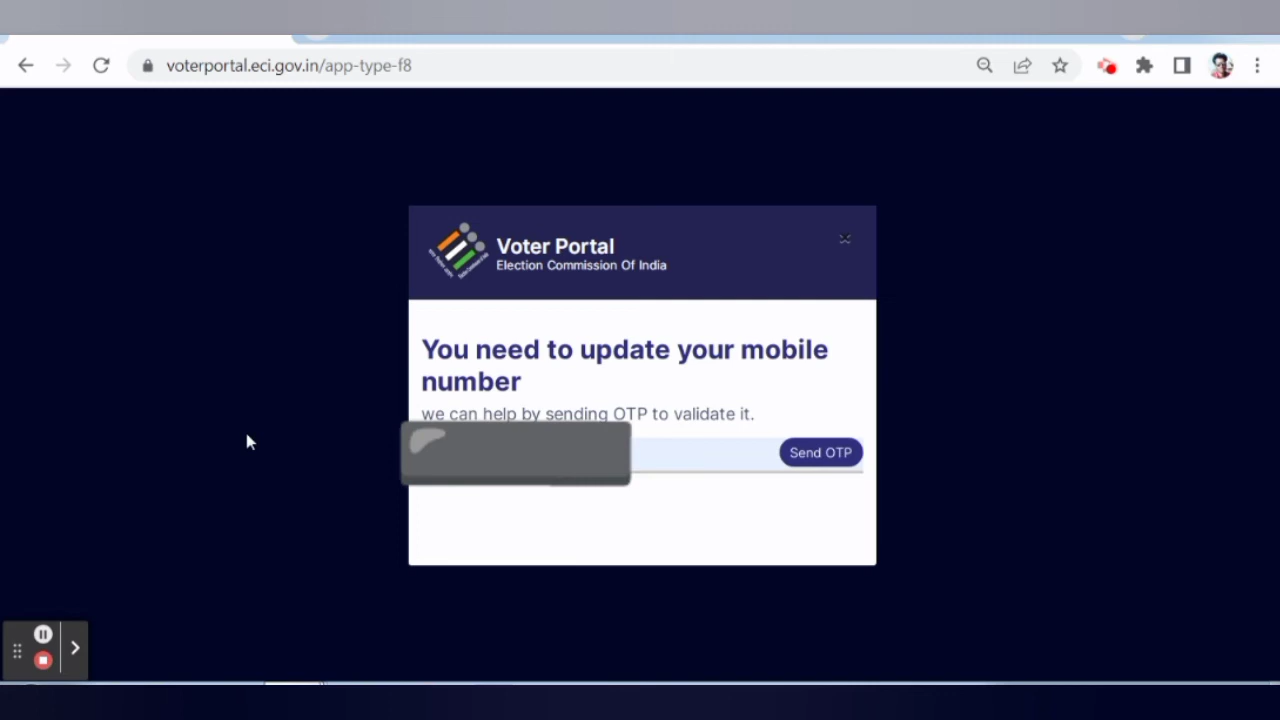 voterportal.eci.gov.in/app-type-f8
Voter Portal
Election Commission Of India
You need to update your mobile
number
we can help by sending OTP to validate it.
Send OTP